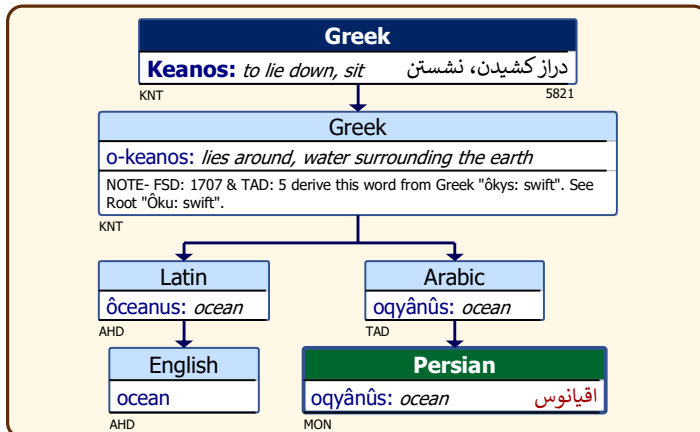 Greek
Keanos: to lie down, sit دراز کشیدن، نشستن
KNT 5821
Greek
o-keanos: lies around, water surrounding the earth
NOTE- FSD: 1707 & TAD: 5 derive this word from Greek "ôkys: swift". See
Root "Ôku: swift".
KNT
Latin
ôceanus: ocean
AHD
Arabic
oqyânûs: ocean
TAD
English
ocean
AHD
Persian
oqyânûs: ocean اقیانوس
MON